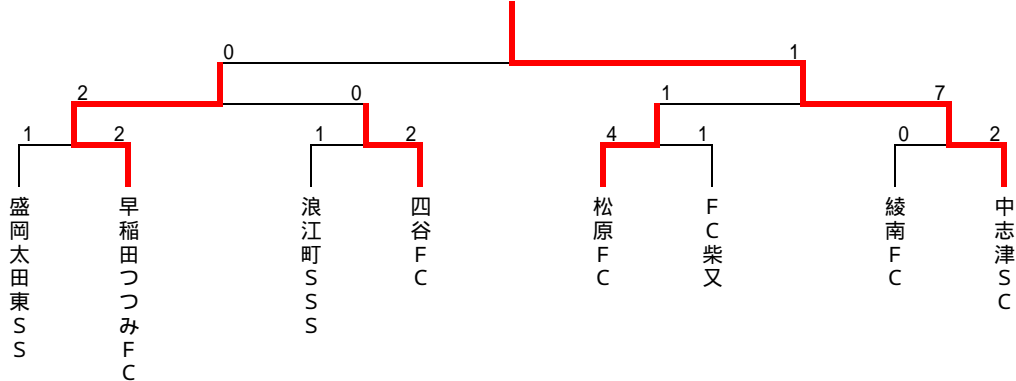 0 1
2 0 1 7
1 2 1 2 4 1 0 2
盛岡太田東SS
早稲田つつみFC
浪江町SSS
四谷FC
松原FC
FC柴又
綾南FC
中志津SC